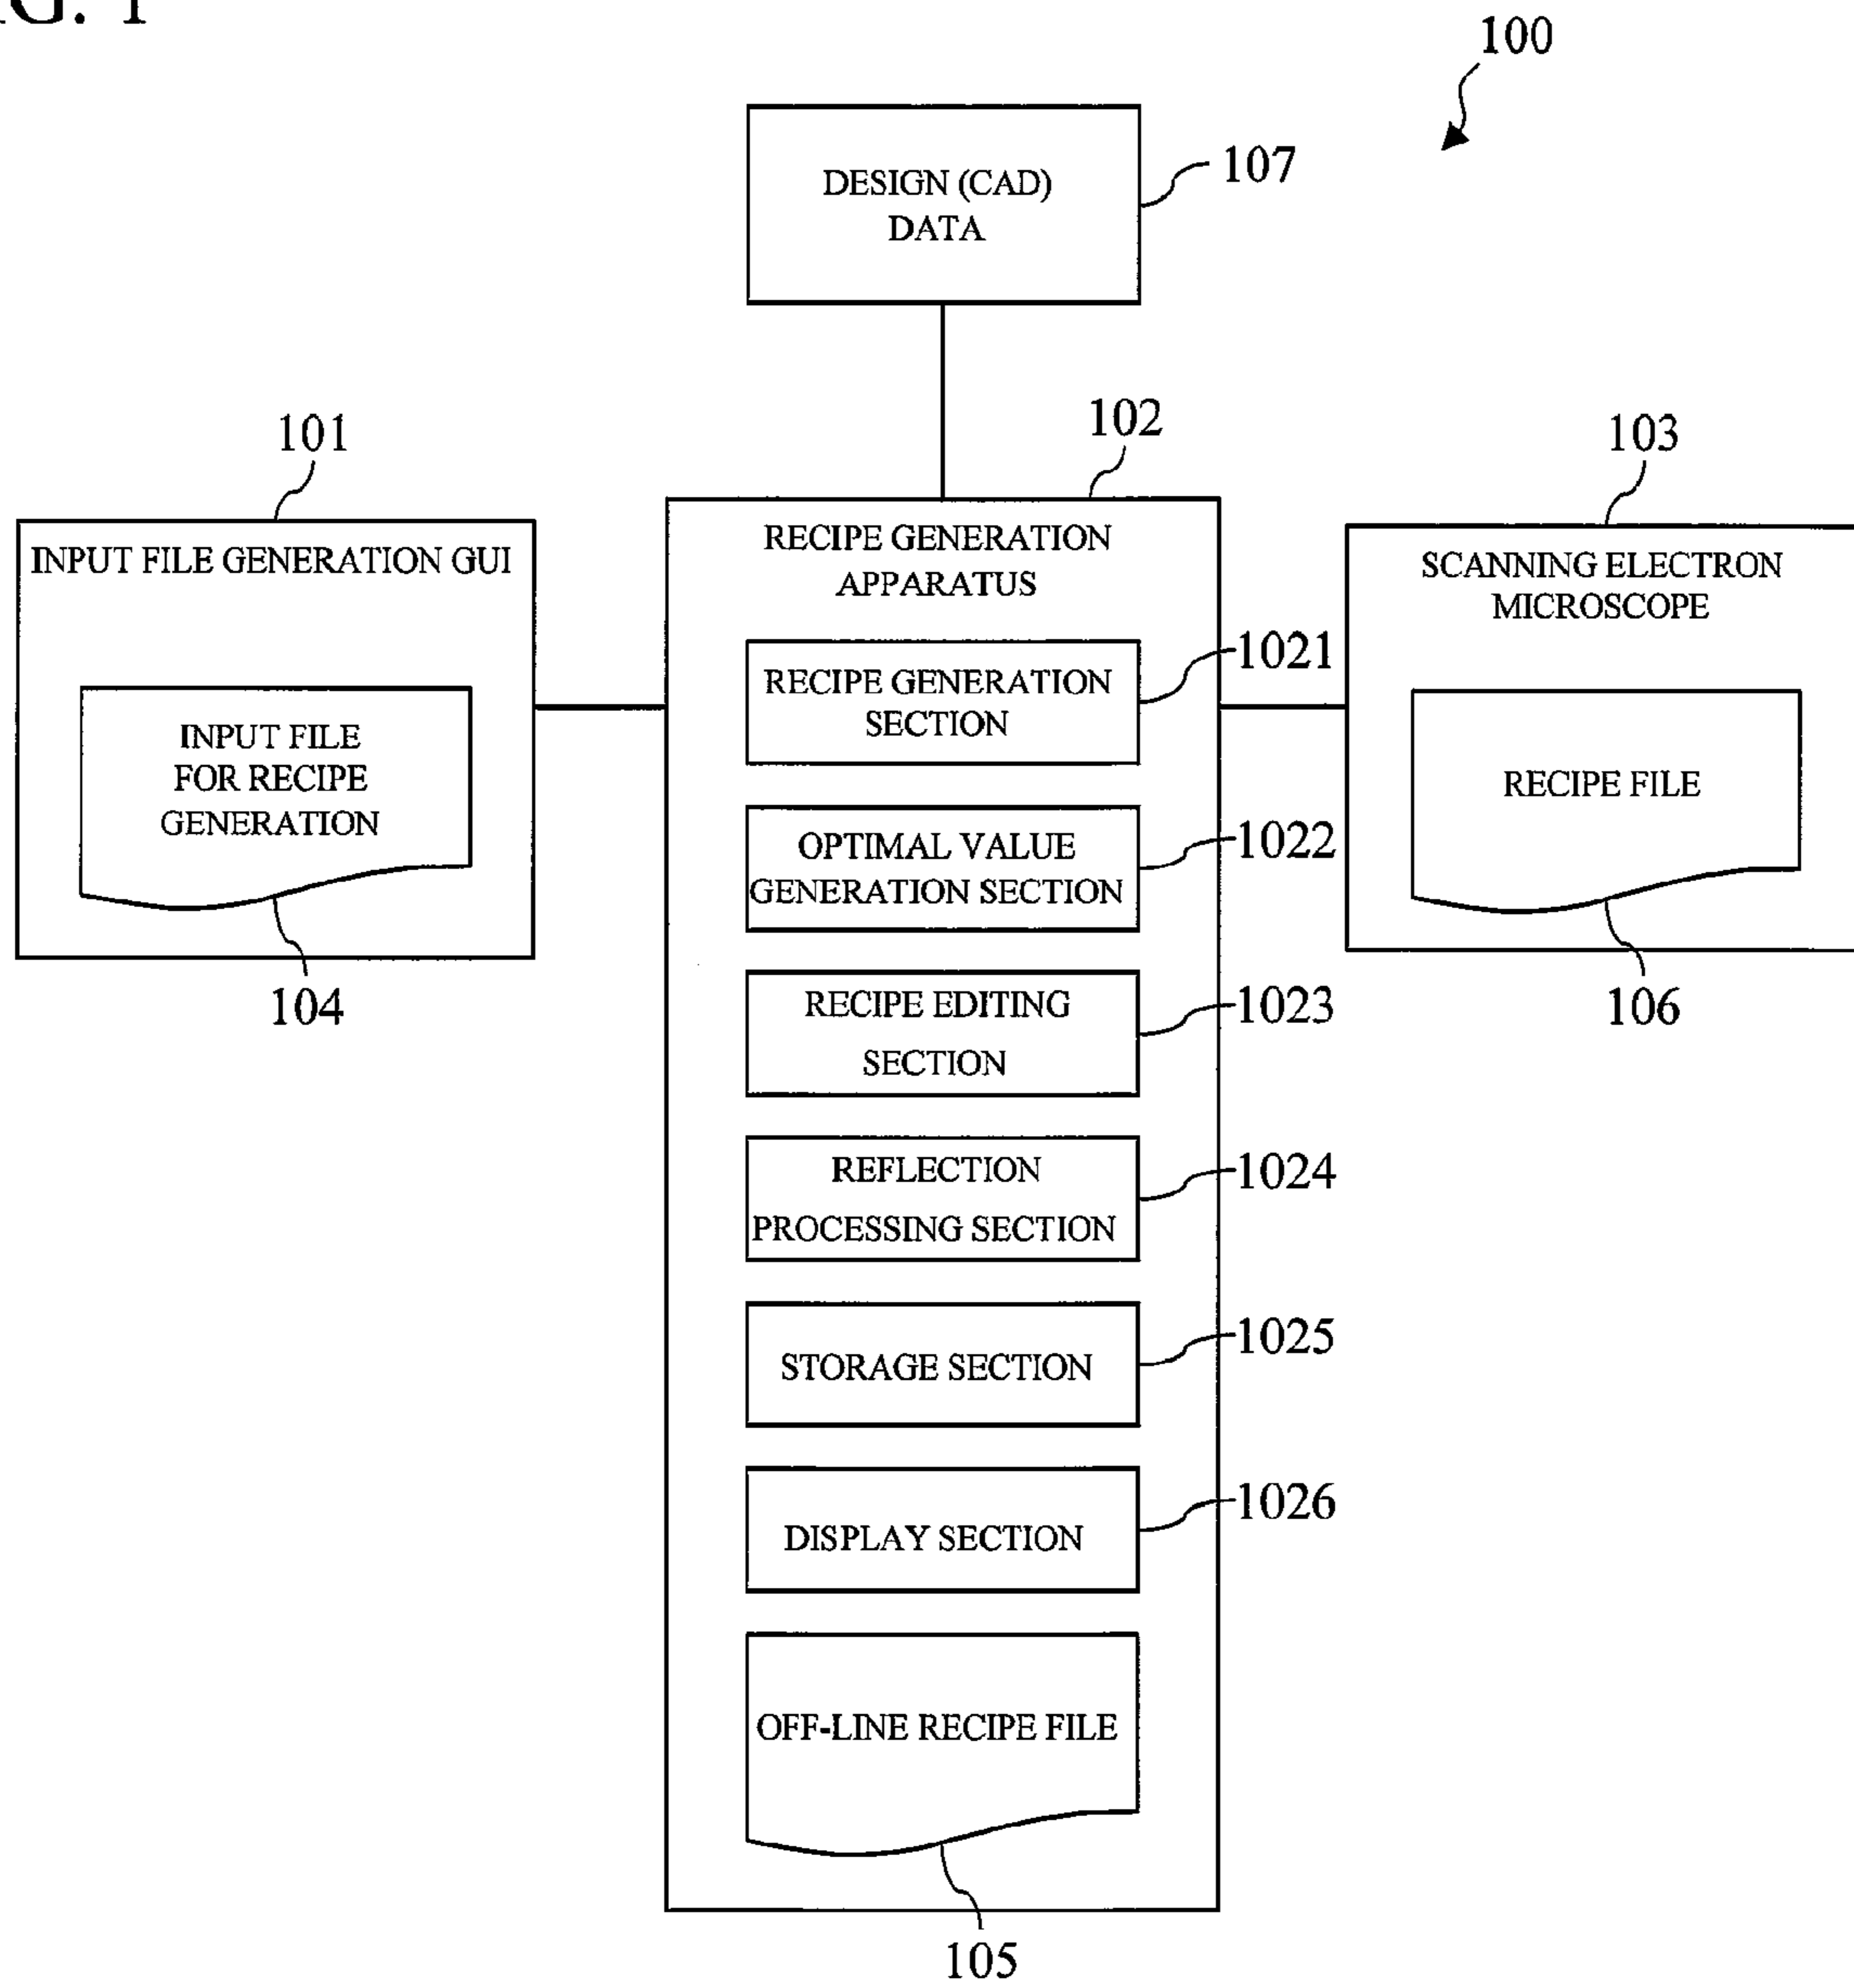 G. 1
100
DESIGN (CAD)
DATA
107
101
102
103
INPUT FILE GENERATION GUI
RECIPE GENERATION
APPARATUS
SCANNING ELECTRON
MICROSCOPE
INPUT FILE
FOR RECIPE
GENERATION
104
RECIPE GENERATION
SECTION
1021
OPTIMAL VALUE
GENERATION SECTION
1022
RECIPE EDITING
SECTION
1023
REFLECTION
PROCESSING SECTION
1024
STORAGE SECTION
1025
DISPLAY SECTION
1026
OFF-LINE RECIPE FILE
105
RECIPE FILE
106